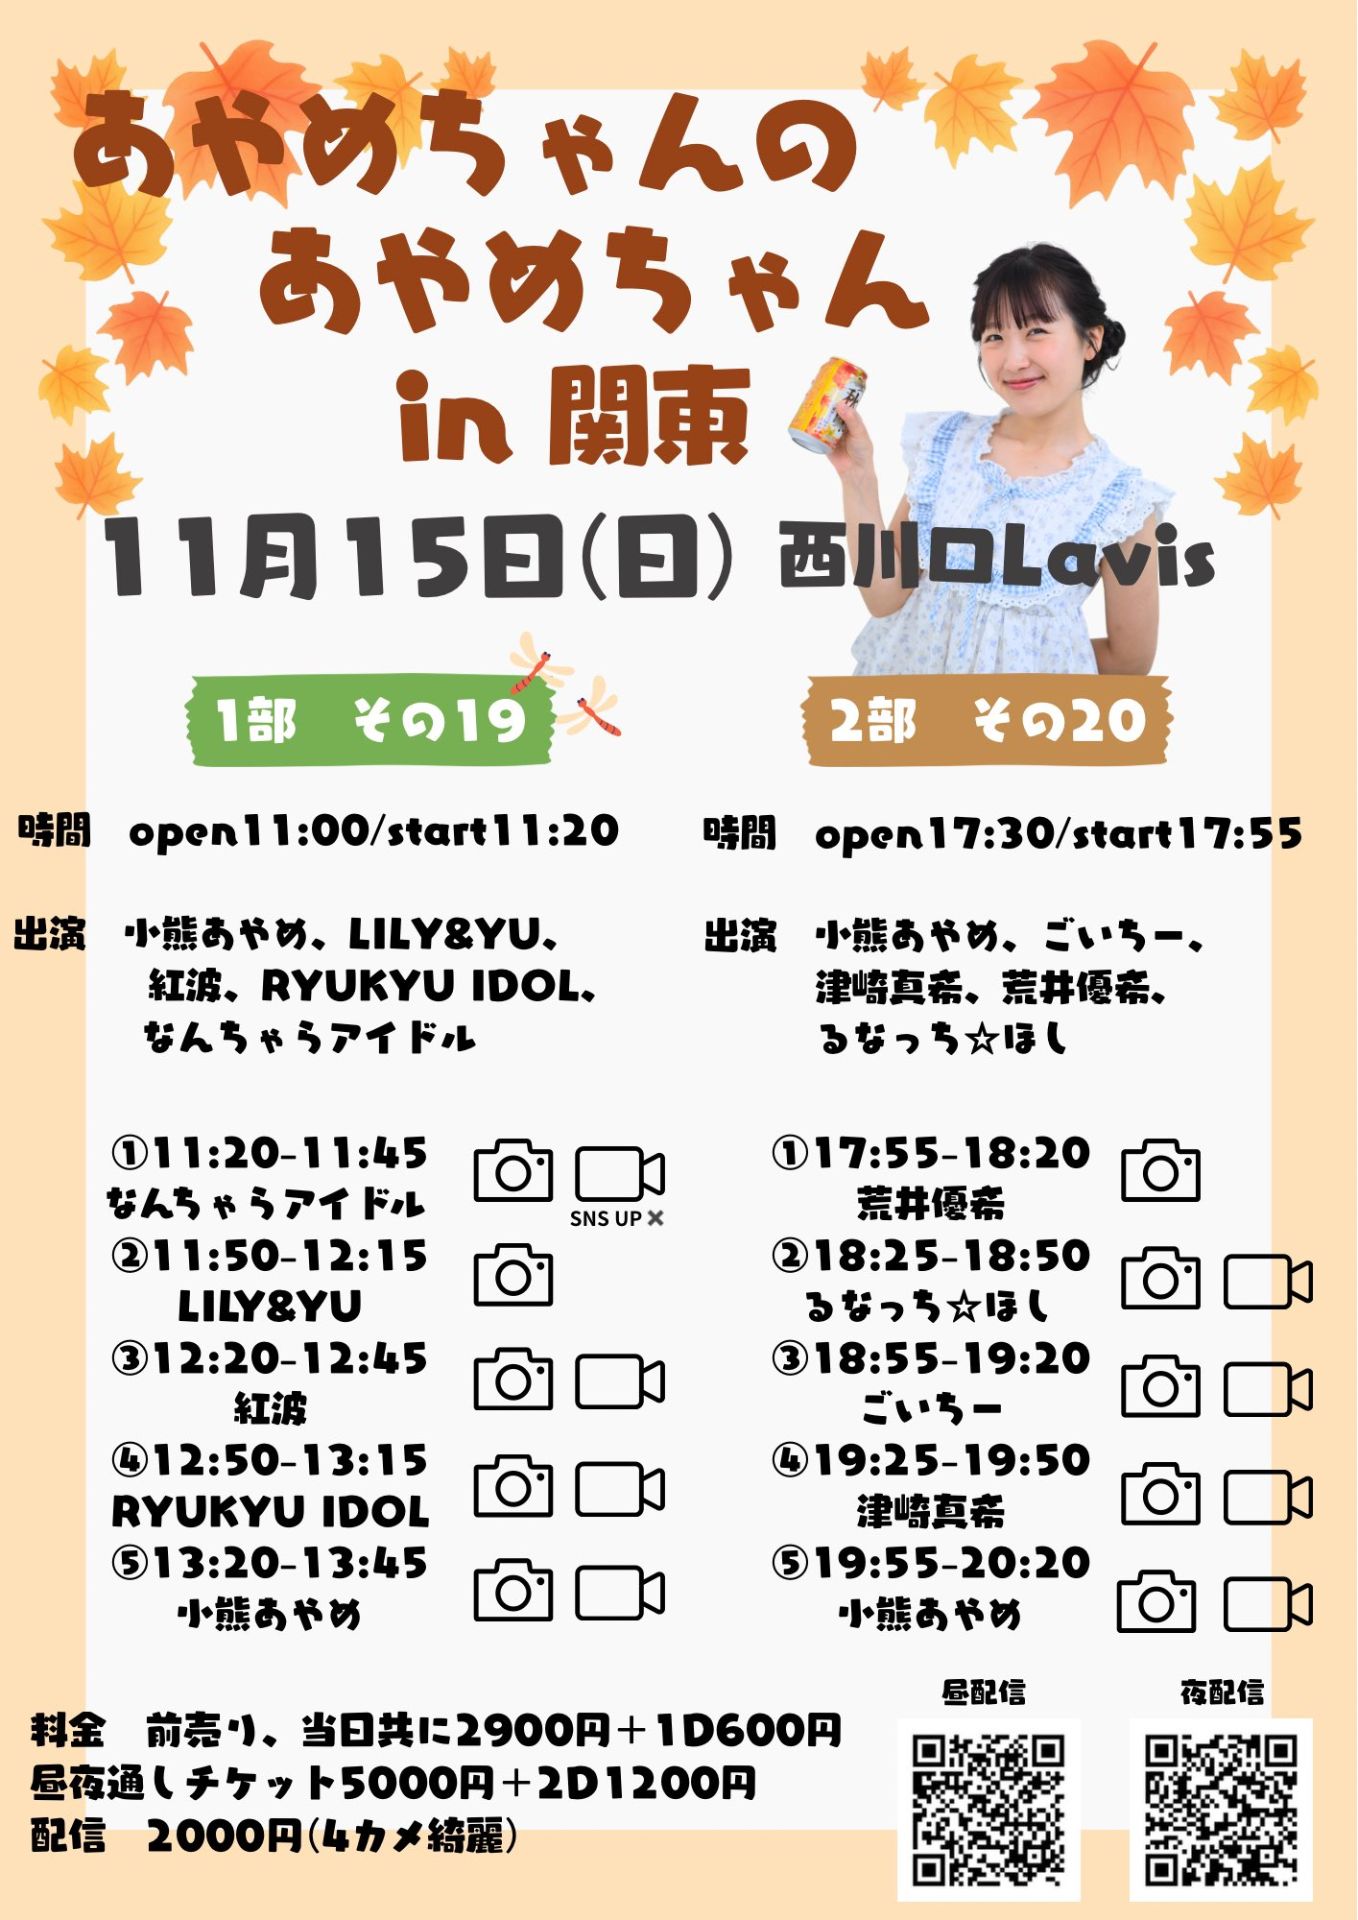 あやめちゃんの
あやめちゃん
in 関東
11月15日(日) 西川口Lavis
1部 その19
時間 open11:00/start11:20
出演 小熊あやめ、LILY&YU、
紅波、RYUKYU IDOL、
なんちゃらアイドル
①11:20-11:45
なんちゃらアイドル
SNS UP ✖
②11:50-12:15
LILY&YU
③12:20-12:45
紅波
④12:50-13:15
RYUKYU IDOL
⑤13:20-13:45
小熊あやめ
2部 その20
時間 open17:30/start17:55
出演 小熊あやめ、ごいちー、
津崎真希、荒井優希、
るなっち☆ほし
①17:55-18:20
荒井優希
②18:25-18:50
るなっち☆ほし
③18:55-19:20
ごいちー
④19:25-19:50
津崎真希
⑤19:55-20:20
小熊あやめ
料金 前売り、当日共に2900円＋1D600円
昼夜通しチケット5000円＋2D1200円
配信 2000円(4カメ綺麗)
昼配信
夜配信